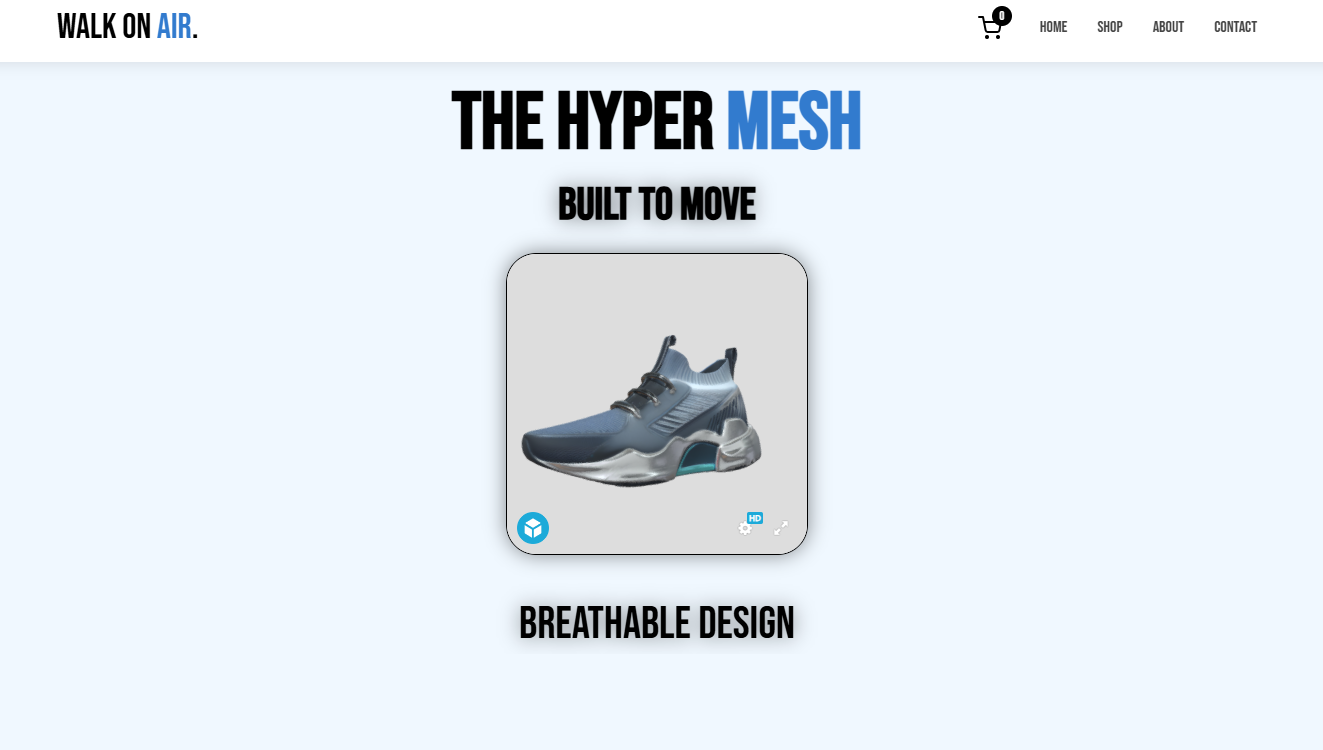 WALK ON AIR.
0
HOME SHOP ABOUT CONTACT
THE HYPER MESH
BUILT TO MOVE
HD
BREATHABLE DESIGN